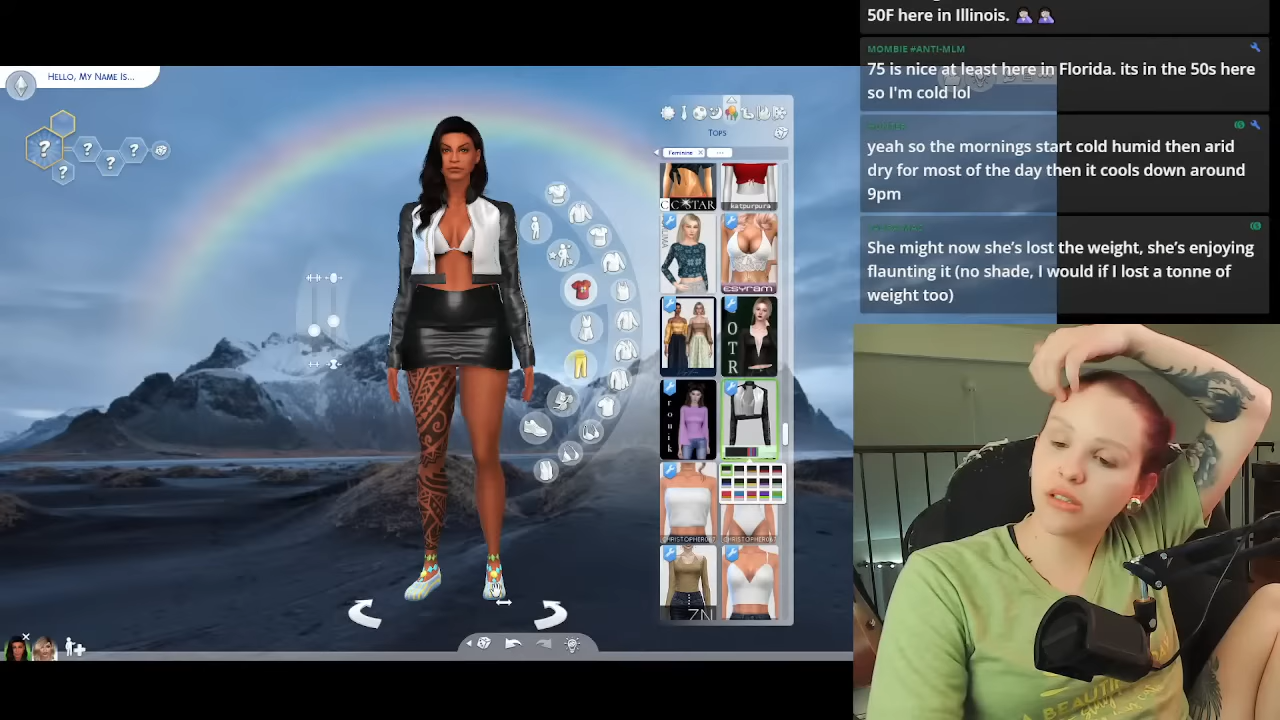 HELLO, MY NAME IS...
50F here in Illinois.
MOMBIE #ANTI-MLM
75 is nice at least here in Florida. its in the 50s here
so I'm cold lol
yeah so the mornings start cold humid then arid
dry for most of the day then it cools down around
9pm
She might now she's lost the weight, she's enjoying
flaunting it (no shade, I would if I lost a tonne of
weight too)
TOPS
Feminine X ...
katpurpura
ESYRAM
OTR
ronik
CHRISTOPHER067 CHRISTOPHER067
ZN
A BEAUTIFUL